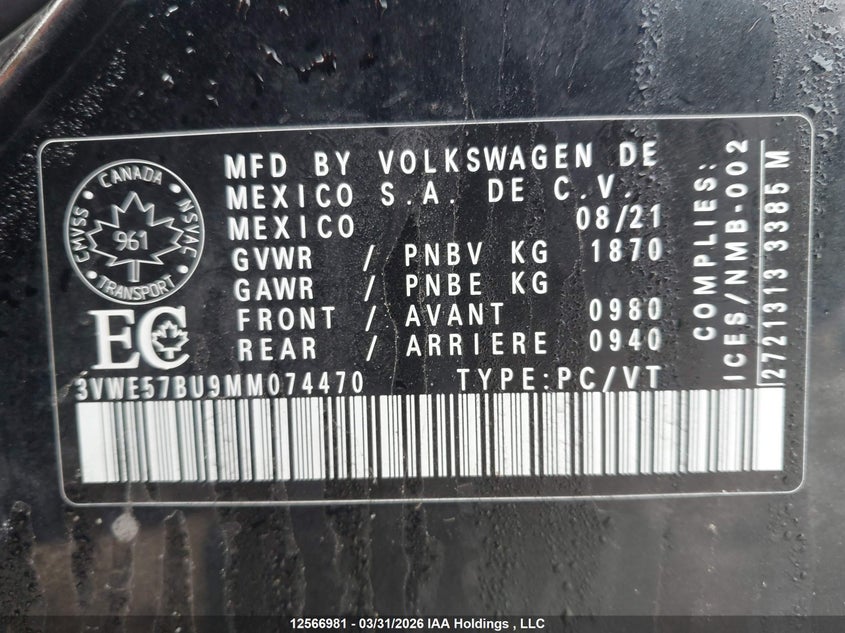 CANADA
CMVSS
NSVAC
961
TRANSPORT
EC
MFD BY VOLKSWAGEN DE
MEXICO S.A. DE C.V.
MEXICO 08/21
GVWR / PNBV KG 1870
GAWR / PNBE KG
FRONT / AVANT 0980
REAR / ARRIERE 0940
3VWE57BU9MM074470 TYPE:PC/VT
COMPLIES:
ICES/NMB-002
2721313 3385 M
12566981 - 03/31/2026 IAA Holdings , LLC